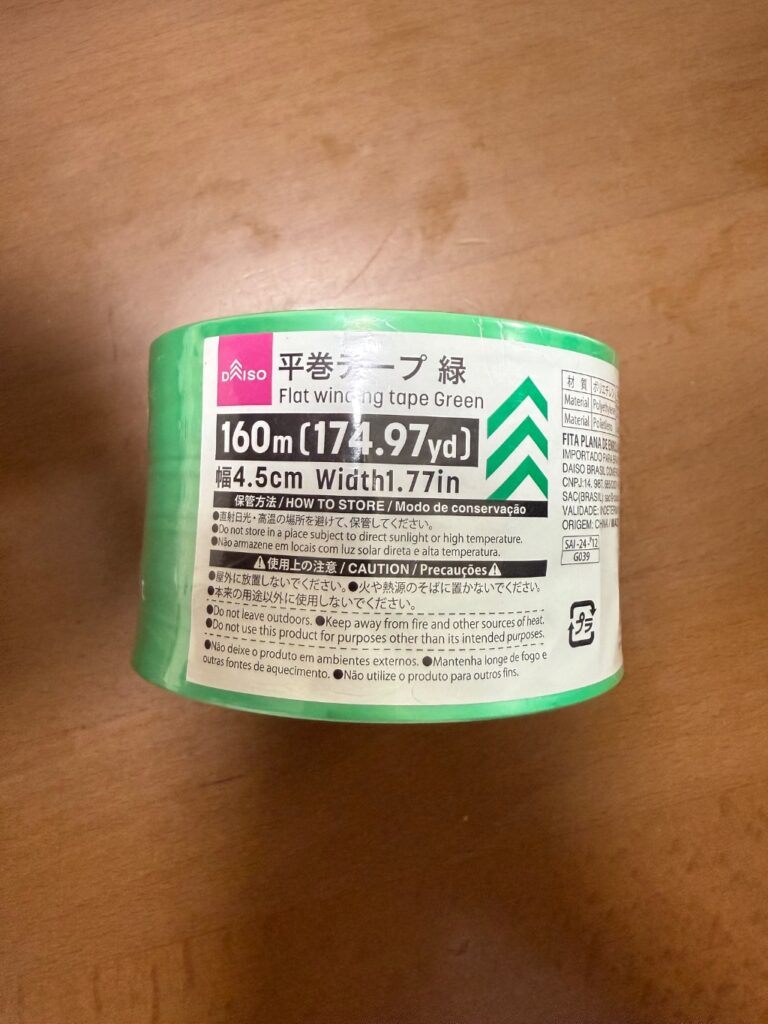 DAISO
平巻テープ 緑
Flat winding tape Green
160m(174.97yd)
幅4.5cm Width1.77in
保管方法/HOW TO STORE/Modo de conservação
●直射日光・高温の場所を避けて、保管してください。
●Do not store in a place subject to direct sunlight or high temperature.
●Não armazene em locais com luz solar direta e alta temperatura.
⚠使用上の注意/CAUTION/Precauções⚠
●屋外に放置しないでください。●火や熱源のそばに置かないでください。
●本来の用途以外に使用しないでください。
●Do not leave outdoors. ●Keep away from fire and other sources of heat.
●Do not use this product for purposes other than its intended purposes.
●Não deixe o produto em ambientes externos. ●Mantenha longe de fogo e
outras fontes de aquecimento. ●Não utilize o produto para outros fins.
材質
Material
Material
FITA PLANA DE
IMPORTADO PARA
DAISO BRASIL
CNPJ:14.
SAC(BRASIL)
VALIDADE:
ORIGEM: CHINA
SAI-24-'12
G039
プラ